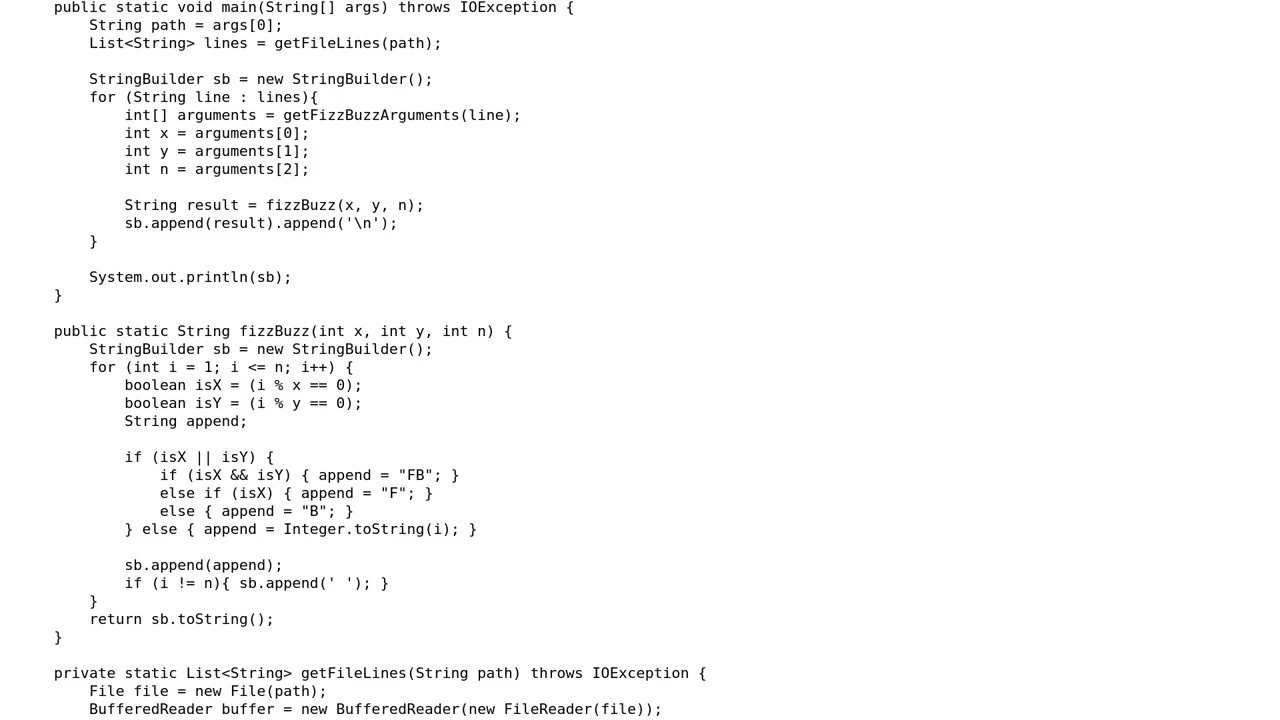 public static void main(String[] args) throws IOException {
String path = args[0];
List<String> lines = getFileLines(path);
StringBuilder sb = new StringBuilder();
for (String line : lines){
int[] arguments = getFizzBuzzArguments(line);
int x = arguments[0];
int y = arguments[1];
int n = arguments[2];
String result = fizzBuzz(x, y, n);
sb.append(result).append('\n');
}
System.out.println(sb);
}
public static String fizzBuzz(int x, int y, int n) {
StringBuilder sb = new StringBuilder();
for (int i = 1; i <= n; i++) {
boolean isX = (i % x == 0);
boolean isY = (i % y == 0);
String append;
if (isX || isY) {
if (isX && isY) { append = "FB"; }
else if (isX) { append = "F"; }
else { append = "B"; }
} else { append = Integer.toString(i); }
sb.append(append);
if (i != n){ sb.append(' '); }
}
return sb.toString();
}
private static List<String> getFileLines(String path) throws IOException {
File file = new File(path);
BufferedReader buffer = new BufferedReader(new FileReader(file));